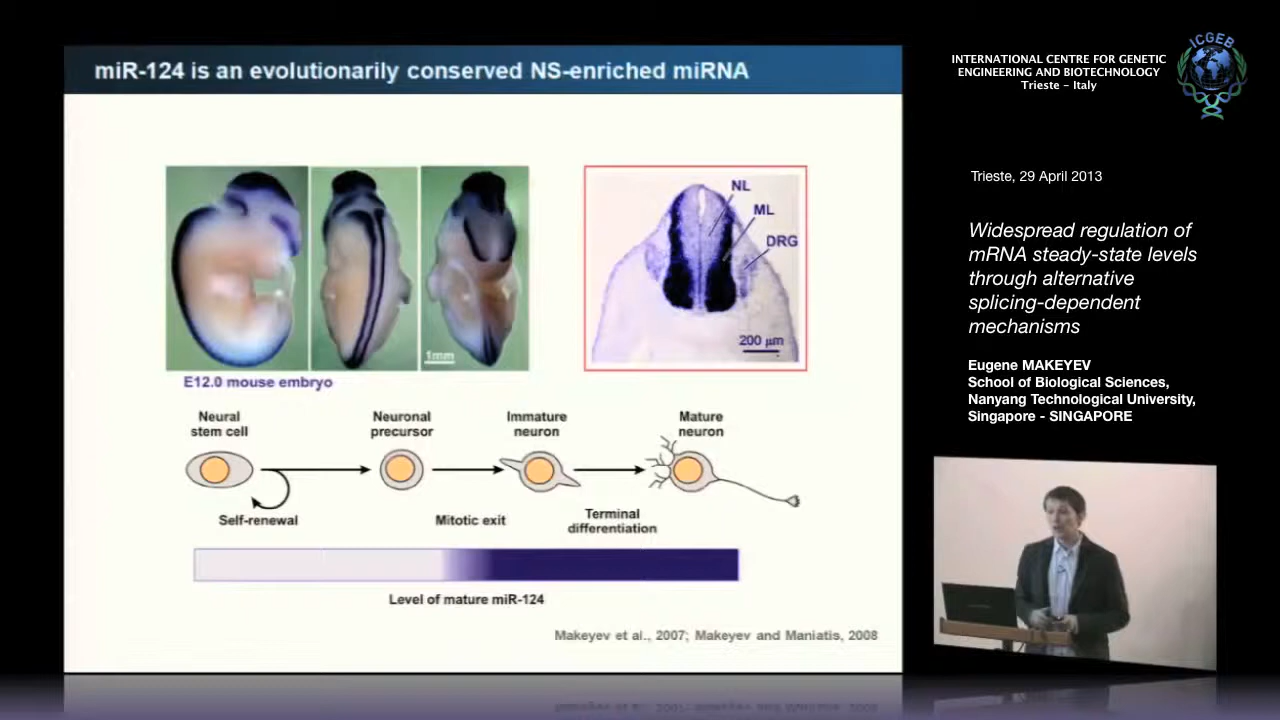 miR-124 is an evolutionarily conserved NS-enriched miRNA
NL
ML
DRG
1mm
200 µm
E12.0 mouse embryo
Neural
stem cell
Neuronal
precursor
Immature
neuron
Mature
neuron
Self-renewal
Mitotic exit
Terminal
differentiation
Level of mature miR-124
Makeyev et al., 2007; Makeyev and Maniatis, 2008
ICGEB
INTERNATIONAL CENTRE FOR GENETIC
ENGINEERING AND BIOTECHNOLOGY
Trieste - Italy
Trieste, 29 April 2013
Widespread regulation of
mRNA steady-state levels
through alternative
splicing-dependent
mechanisms
Eugene MAKEYEV
School of Biological Sciences,
Nanyang Technological University,
Singapore - SINGAPORE